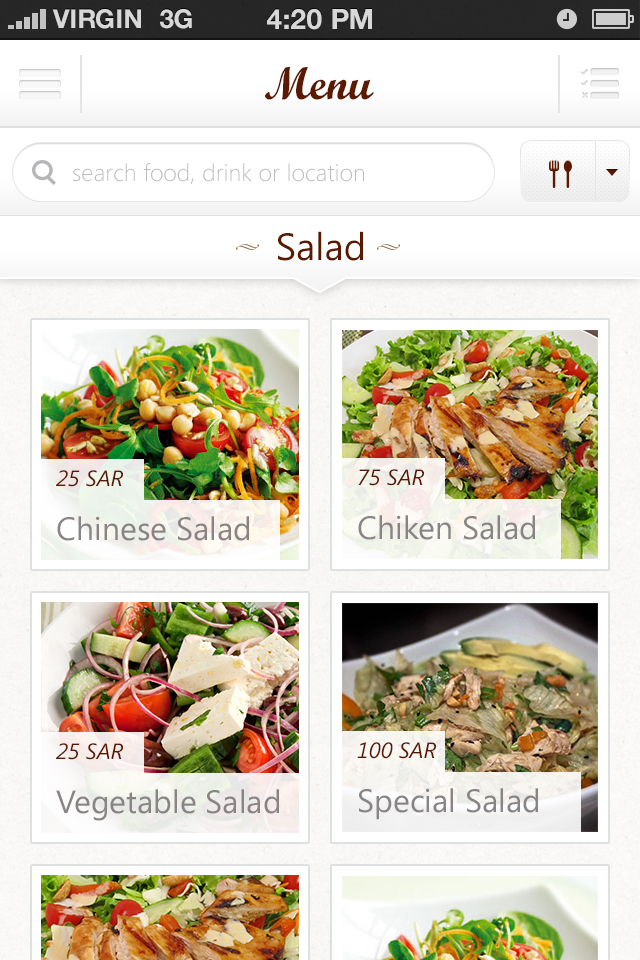 VIRGIN 3G 4:20 PM
Menu
search food, drink or location
Salad
25 SAR
Chinese Salad
75 SAR
Chiken Salad
25 SAR
Vegetable Salad
100 SAR
Special Salad